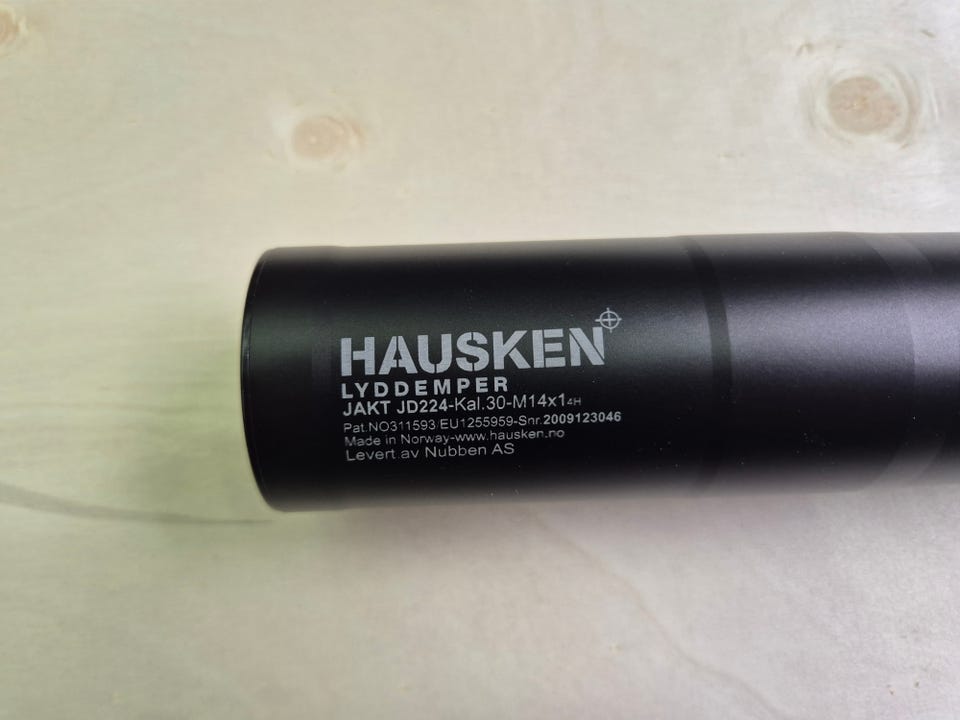 HAUSKEN
LYDDEMPER
JAKT JD224-Kal.30-M14x1 4H
Pat.NO311593/EU1255959-Snr.2009123046
Made in Norway-www.hausken.no
Levert.av Nubben AS